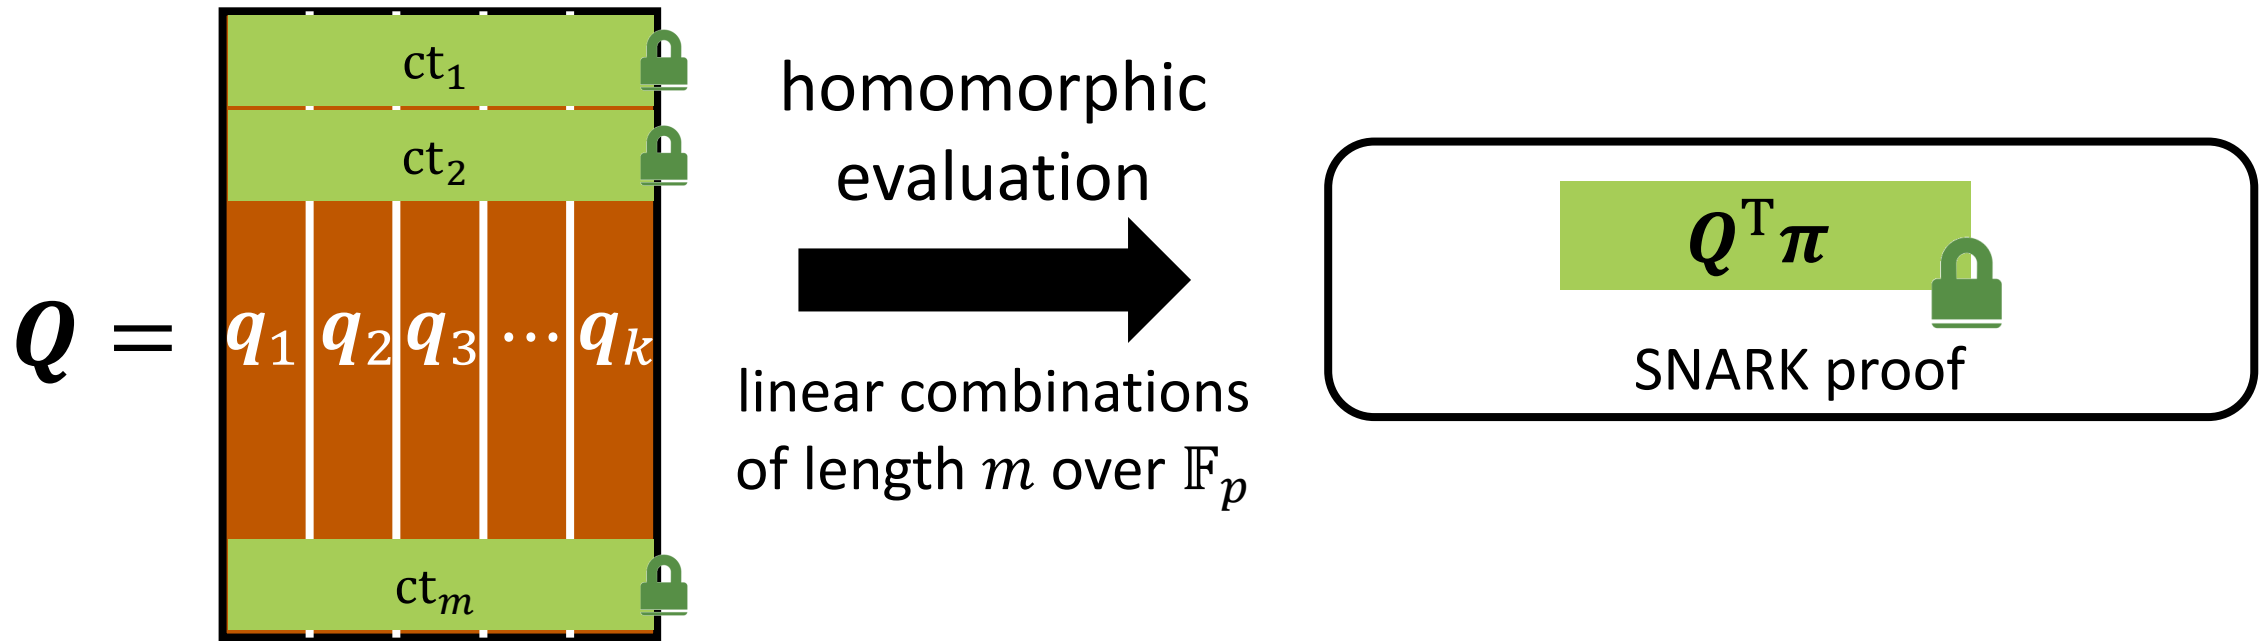 Q =
ct₁
ct₂
q₁ q₂ q₃ ⋯ qₖ
ctₘ
homomorphic
evaluation
linear combinations
of length m over 𝔽ₚ
Qᵀπ
SNARK proof